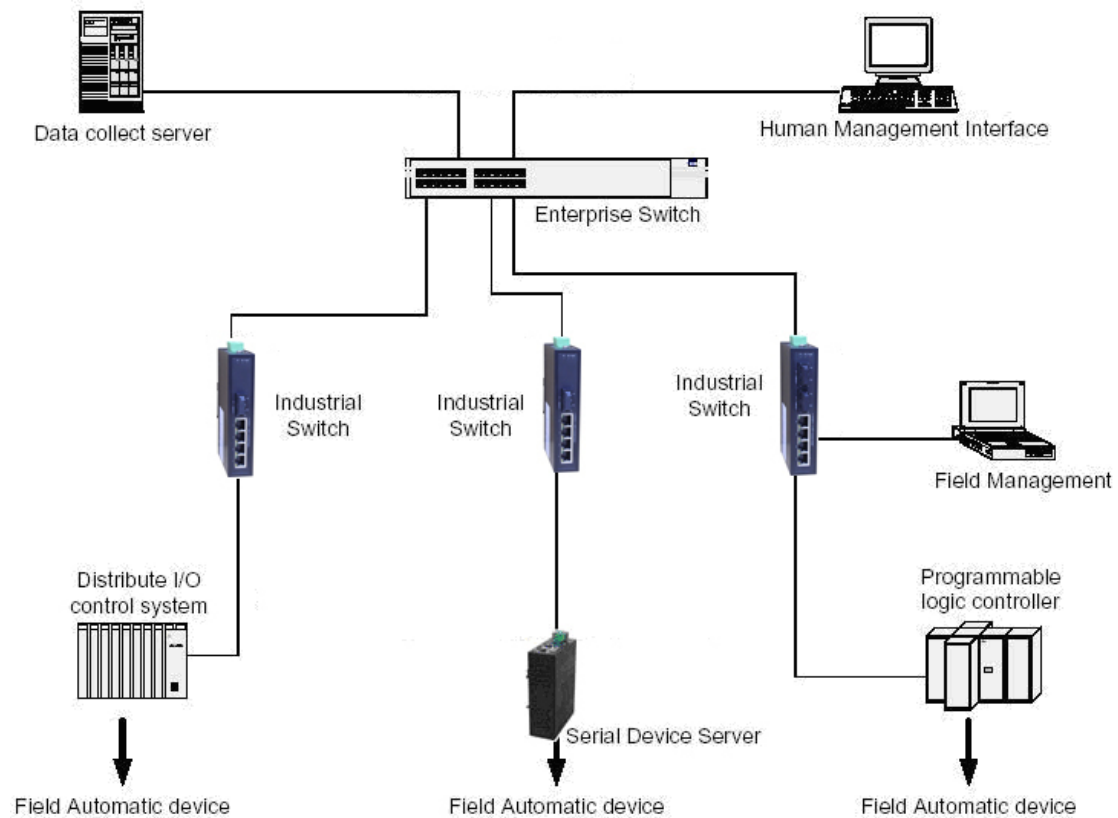 Data collect server
Human Management Interface
Enterprise Switch
Industrial
Switch
Industrial
Switch
Industrial
Switch
Field Management
Distribute I/O
control system
Programmable
logic controller
Serial Device Server
Field Automatic device
Field Automatic device
Field Automatic device